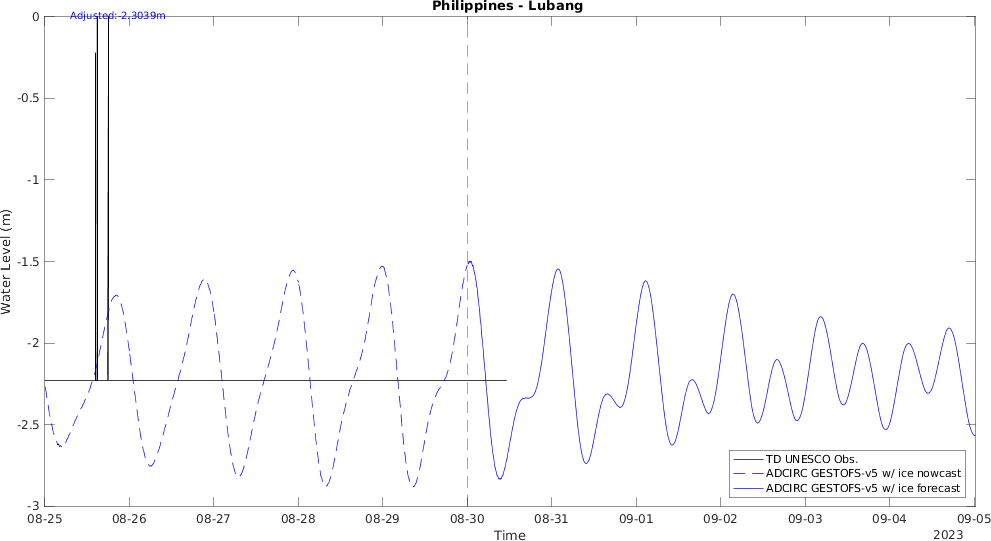 Philippines - Lubang
Adjusted: 2.3039m
0
-0.5
-1
-1.5
-2
-2.5
-3
Water Level (m)
TD UNESCO Obs.
ADCIRC GESTOFS-v5 w/ ice nowcast
ADCIRC GESTOFS-v5 w/ ice forecast
08-25 08-26 08-27 08-28 08-29 08-30 08-31 09-01 09-02 09-03 09-04 09-05
Time
2023